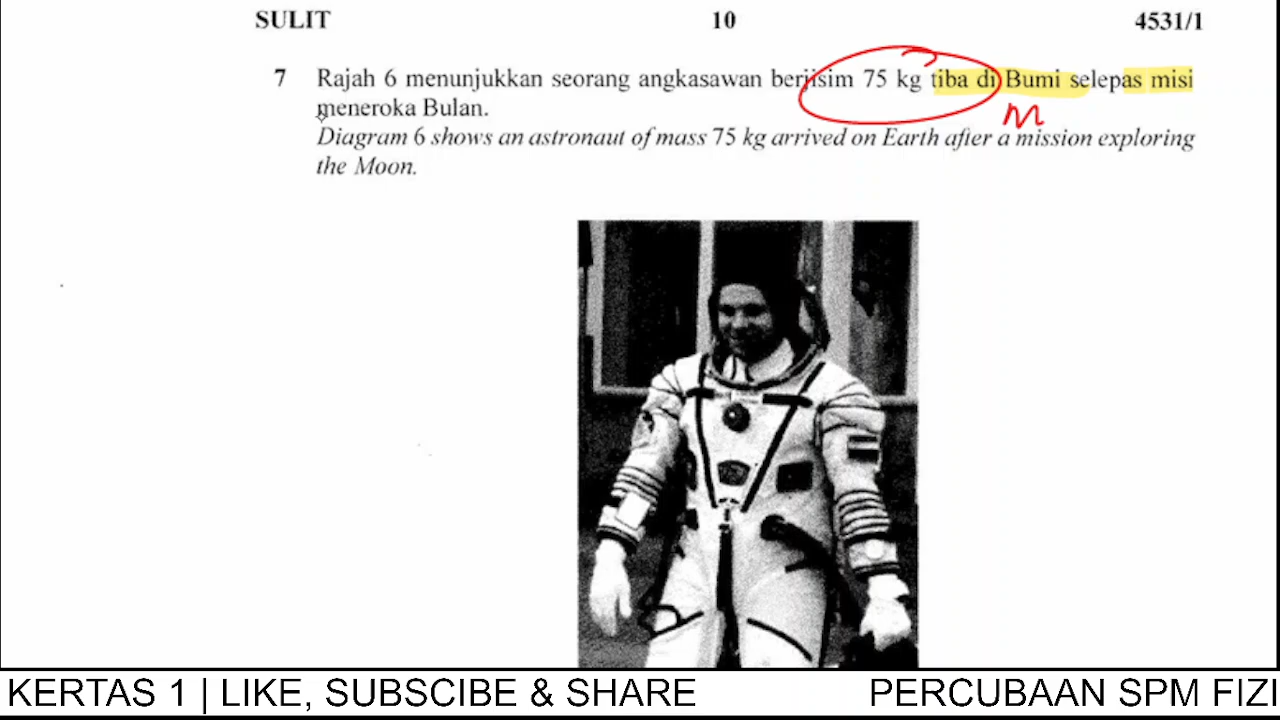 SULIT 10 4531/1
7 Rajah 6 menunjukkan seorang angkasawan berjisim 75 kg tiba di Bumi selepas misi
meneroka Bulan.
m
Diagram 6 shows an astronaut of mass 75 kg arrived on Earth after a mission exploring
the Moon.
KERTAS 1 | LIKE, SUBSCIBE & SHARE PERCUBAAN SPM FIZI